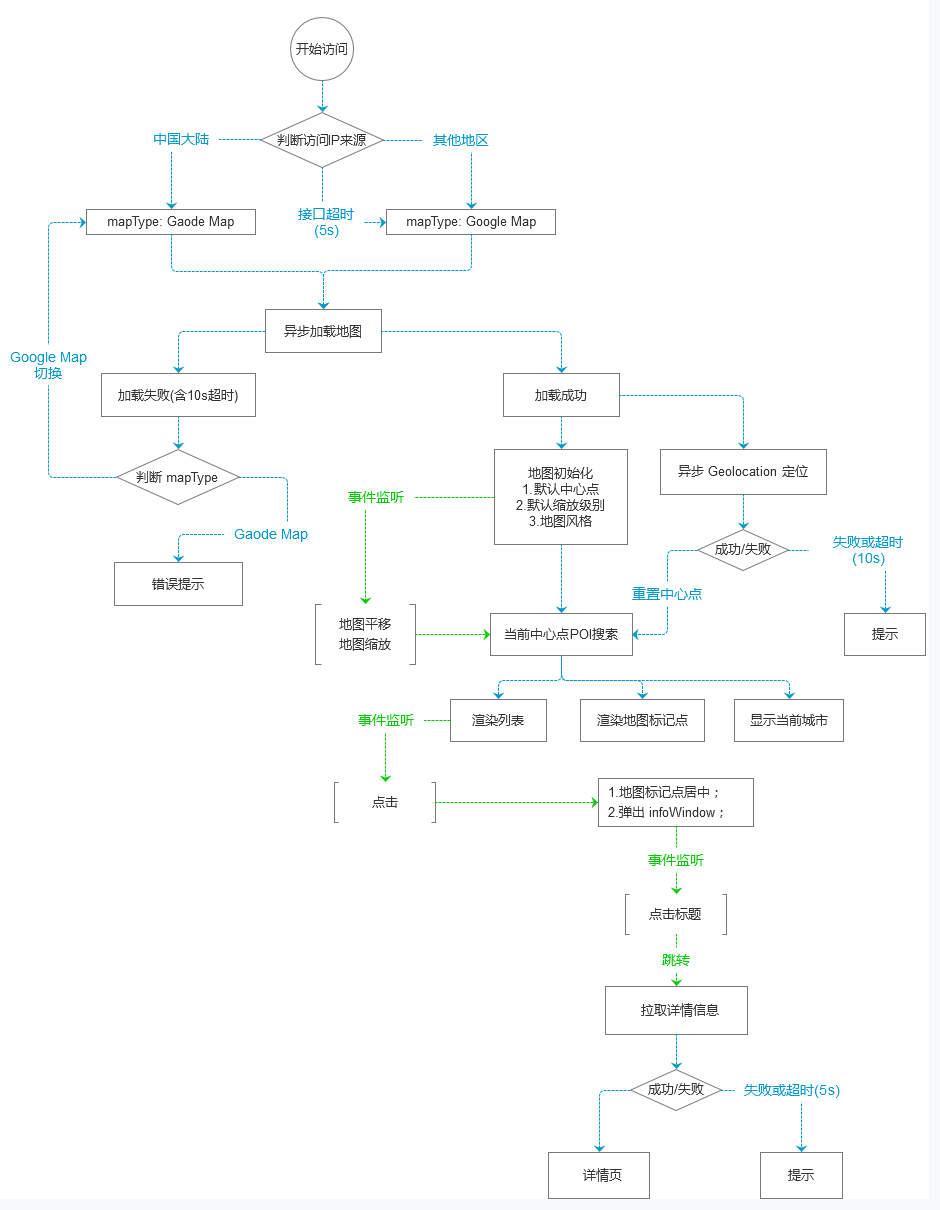 开始访问
中国大陆
判断访问IP来源
其他地区
mapType: Gaode Map
接口超时
(5s)
mapType: Google Map
异步加载地图
Google Map
切换
加载失败(含10s超时)
加载成功
判断 mapType
地图初始化
1.默认中心点
2.默认缩放级别
3.地图风格
异步 Geolocation 定位
事件监听
Gaode Map
成功/失败
失败或超时
(10s)
错误提示
重置中心点
地图平移
地图缩放
当前中心点POI搜索
提示
事件监听
渲染列表
渲染地图标记点
显示当前城市
点击
1.地图标记点居中；
2.弹出 infoWindow；
事件监听
点击标题
跳转
拉取详情信息
成功/失败
失败或超时(5s)
详情页
提示